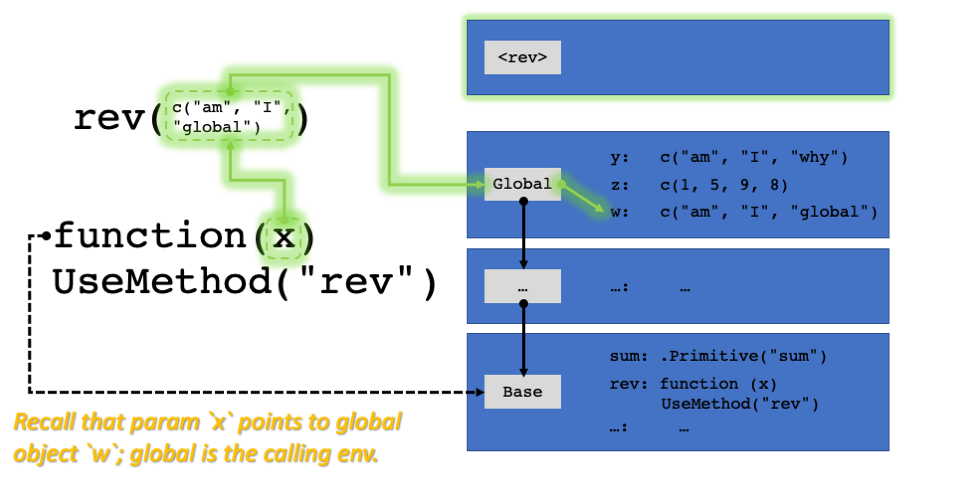 <rev>
rev(c("am", "I",
"global"))
y: c("am", "I", "why")
z: c(1, 5, 9, 8)
Global
w: c("am", "I", "global")
function(x)
UseMethod("rev")
… …: …
sum: .Primitive("sum")
rev: function (x)
Base
UseMethod("rev")
…: …
Recall that param `x` points to global
object `w`; global is the calling env.